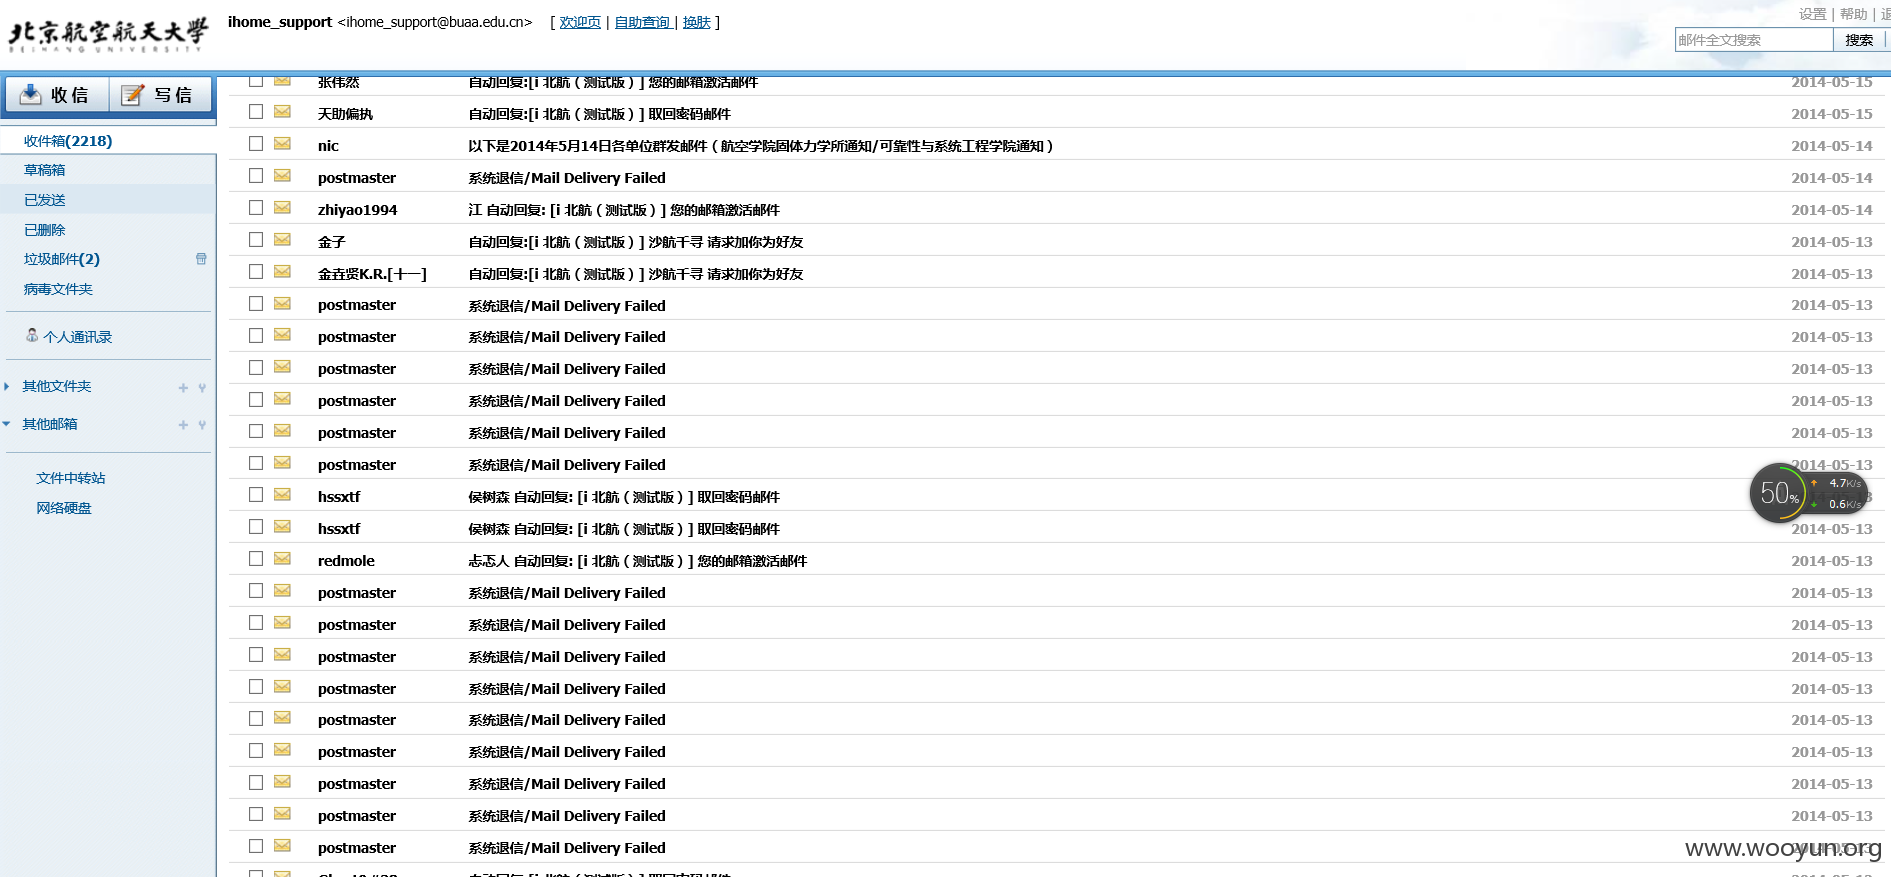 北京航空航天大學
BEIHANG UNIVERSITY
ihome_support <ihome_support@buaa.edu.cn> [ 欢迎页 | 自助查询 | 换肤 ]
设置 | 帮助 |
邮件全文搜索 搜索
收信 写信
收件箱(2218)
草稿箱
已发送
已删除
垃圾邮件(2)
病毒文件夹
个人通讯录
其他文件夹
其他邮箱
文件中转站
网络硬盘
张伟然 自动回复:[i 北航（测试版）] 您的邮箱激活邮件 2014-05-15
天助偏执 自动回复:[i 北航（测试版）] 取回密码邮件 2014-05-15
nic 以下是2014年5月14日各单位群发邮件（航空学院固体力学所通知/可靠性与系统工程学院通知） 2014-05-14
postmaster 系统退信/Mail Delivery Failed 2014-05-14
zhiyao1994 江 自动回复: [i 北航（测试版）] 您的邮箱激活邮件 2014-05-14
金子 自动回复:[i 北航（测试版）] 沙航千寻 请求加你为好友 2014-05-13
金垚贤K.R.[十一] 自动回复:[i 北航（测试版）] 沙航千寻 请求加你为好友 2014-05-13
postmaster 系统退信/Mail Delivery Failed 2014-05-13
postmaster 系统退信/Mail Delivery Failed 2014-05-13
postmaster 系统退信/Mail Delivery Failed 2014-05-13
postmaster 系统退信/Mail Delivery Failed 2014-05-13
postmaster 系统退信/Mail Delivery Failed 2014-05-13
postmaster 系统退信/Mail Delivery Failed 2014-05-13
hssxtf 侯树森 自动回复: [i 北航（测试版）] 取回密码邮件
50% 4.7K/s
0.6K/s
hssxtf 侯树森 自动回复: [i 北航（测试版）] 取回密码邮件 2014-05-13
redmole 忐忑人 自动回复: [i 北航（测试版）] 您的邮箱激活邮件 2014-05-13
postmaster 系统退信/Mail Delivery Failed 2014-05-13
postmaster 系统退信/Mail Delivery Failed 2014-05-13
postmaster 系统退信/Mail Delivery Failed 2014-05-13
postmaster 系统退信/Mail Delivery Failed 2014-05-13
postmaster 系统退信/Mail Delivery Failed 2014-05-13
postmaster 系统退信/Mail Delivery Failed 2014-05-13
postmaster 系统退信/Mail Delivery Failed 2014-05-13
postmaster 系统退信/Mail Delivery Failed 2014-05-13
postmaster 系统退信/Mail Delivery Failed
www.wooyun.org